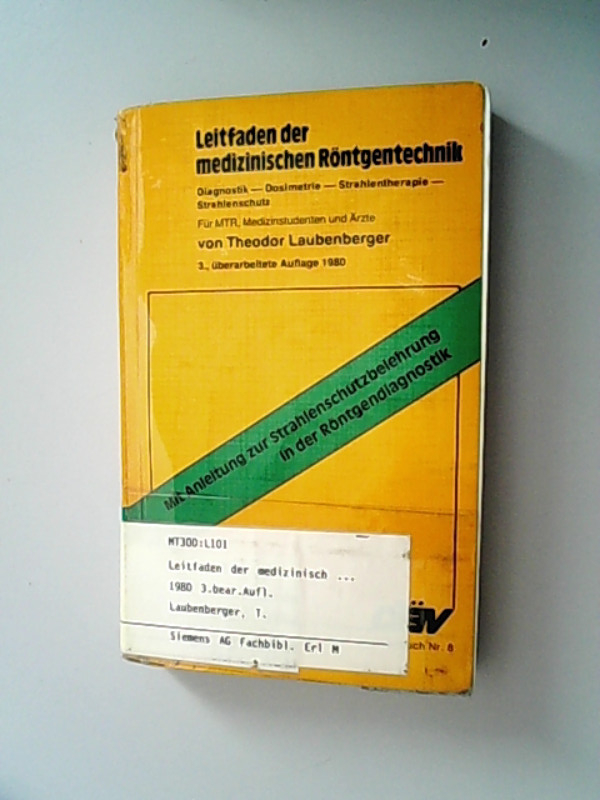 Leitfaden der
medizinischen Röntgentechnik
Diagnostik — Dosimetrie — Strahlentherapie —
Strahlenschutz
Für MTR, Medizinstudenten und Ärzte
von Theodor Laubenberger
3., überarbeitete Auflage 1980
Mit Anleitung zur Strahlenschutzbelehrung
in der Röntgendiagnostik
MT300:L101
Leitfaden der medizinisch ...
1980 3.bear.Aufl.
Laubenberger, T.
Siemens AG Fachbibl. Erl M
Nr. 8